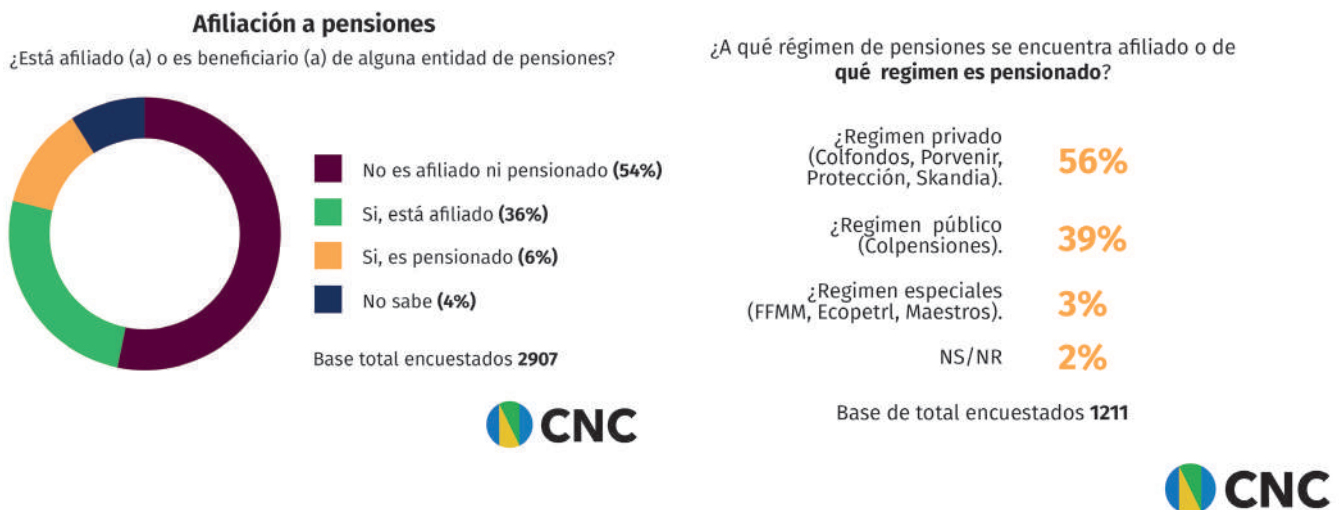 Afiliación a pensiones
¿Está afiliado (a) o es beneficiario (a) de alguna entidad de pensiones?
No es afiliado ni pensionado (54%)
Si, está afiliado (36%)
Si, es pensionado (6%)
No sabe (4%)
Base total encuestados 2907
CNC
¿A qué régimen de pensiones se encuentra afiliado o de
qué regimen es pensionado?
¿Regimen privado
(Colfondos, Porvenir,
Protección, Skandia).
56%
¿Regimen público
(Colpensiones).
39%
¿Regimen especiales
(FFMM, Ecopetrl, Maestros).
3%
NS/NR
2%
Base de total encuestados 1211
CNC